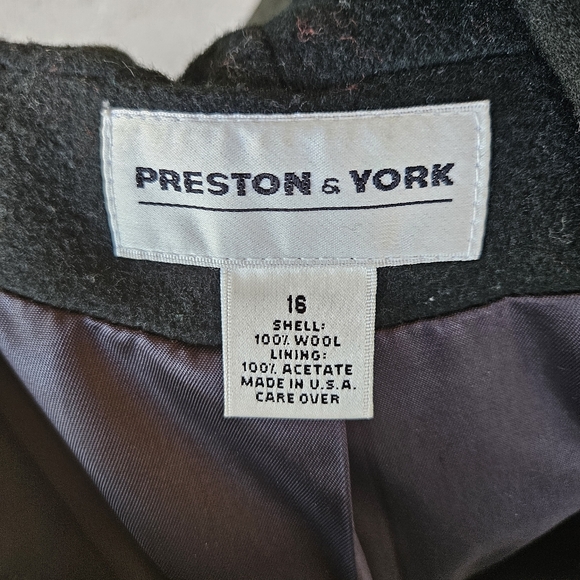 PRESTON & YORK
16
SHELL:
100% WOOL
LINING:
100% ACETATE
MADE IN U.S.A.
CARE OVER